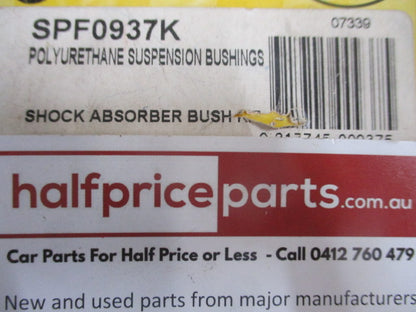 SPF0937K
07339
POLYURETHANE SUSPENSION BUSHINGS
SHOCK ABSORBER BUSH
halfpriceparts.com.au
Car Parts For Half Price or Less - Call 0412 760 479
New and used parts from major manufacturers